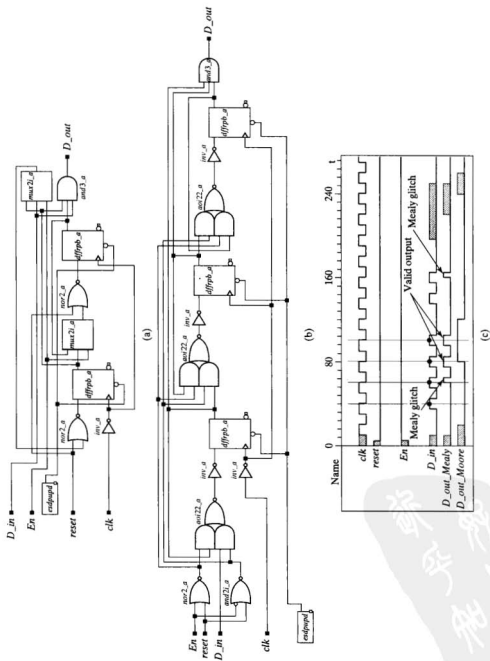 mux2i_a
D_out
and3_a
dffrpb_a
nor2_a
mux2i_a
dffrpb_a
nor2_a
inv_a
D_in
En
esdpupd
reset
clk
(a)
D_out
and3_a
dffrpb_a
inv_a
aoi22_a
dffrpb_a
inv_a
aoi22_a
dffrpb_a
inv_a
inv_a
aoi22_a
nor2_a
and2i_a
En
reset
D_in
clk
esdpupd
(b)
Name
0 80 160 240 t
clk
reset
En
D_in
D_out_Mealy
D_out_Moore
Mealy glitch
Valid output
Mealy glitch
(c)